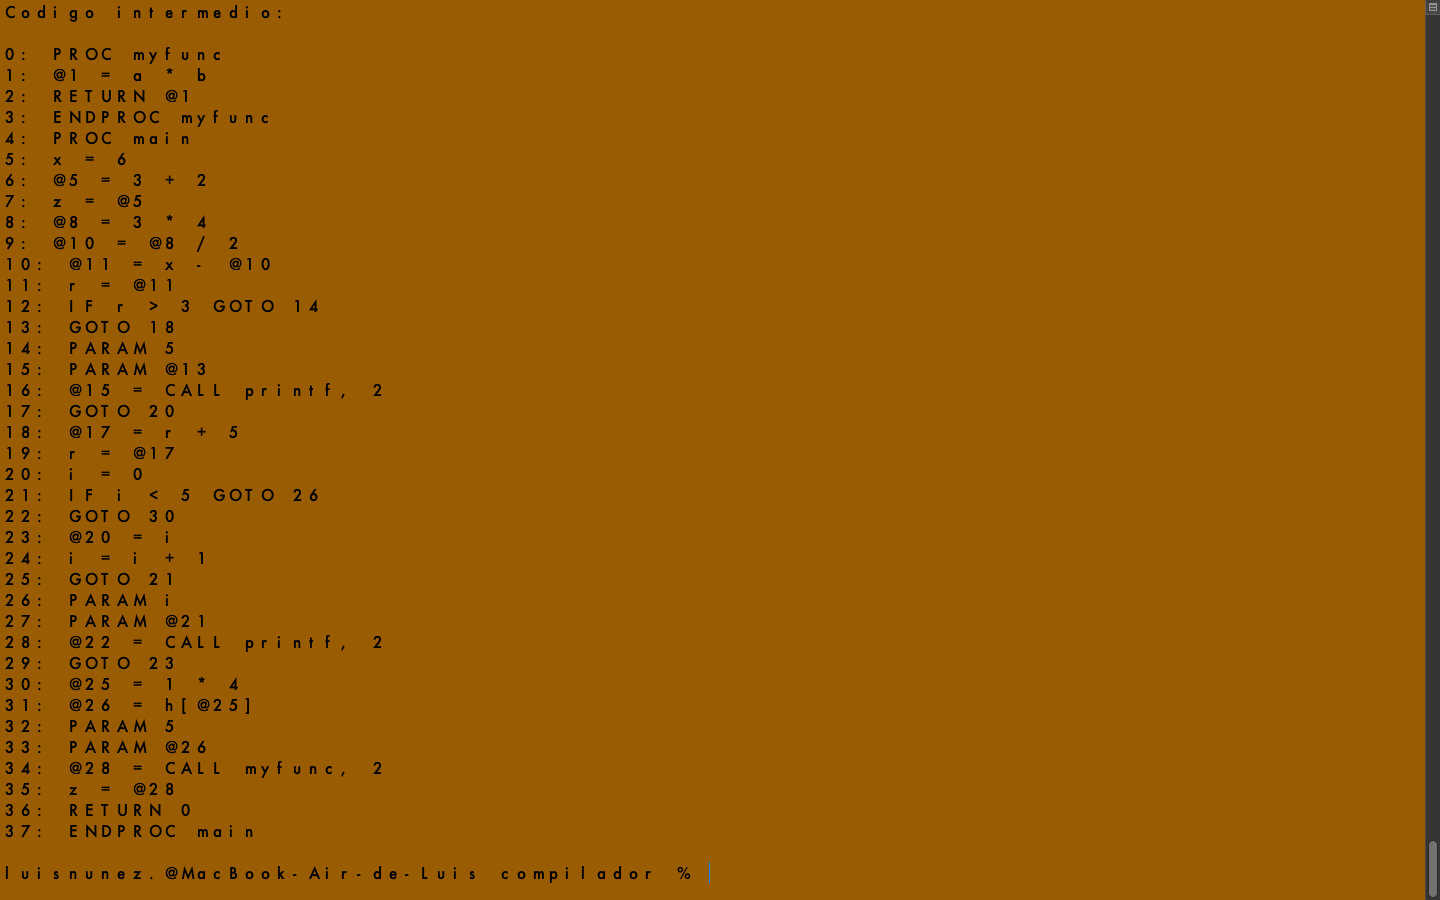 Codigo intermedio:
0: PROC myfunc
1: @1 = a * b
2: RETURN @1
3: ENDPROC myfunc
4: PROC main
5: x = 6
6: @5 = 3 + 2
7: z = @5
8: @8 = 3 * 4
9: @10 = @8 / 2
10: @11 = x - @10
11: r = @11
12: IF r > 3 GOTO 14
13: GOTO 18
14: PARAM 5
15: PARAM @13
16: @15 = CALL printf, 2
17: GOTO 20
18: @17 = r + 5
19: r = @17
20: i = 0
21: IF i < 5 GOTO 26
22: GOTO 30
23: @20 = i
24: i = i + 1
25: GOTO 21
26: PARAM i
27: PARAM @21
28: @22 = CALL printf, 2
29: GOTO 23
30: @25 = 1 * 4
31: @26 = h[@25]
32: PARAM 5
33: PARAM @26
34: @28 = CALL myfunc, 2
35: z = @28
36: RETURN 0
37: ENDPROC main
luisnunez.@MacBook-Air-de-Luis compilador %